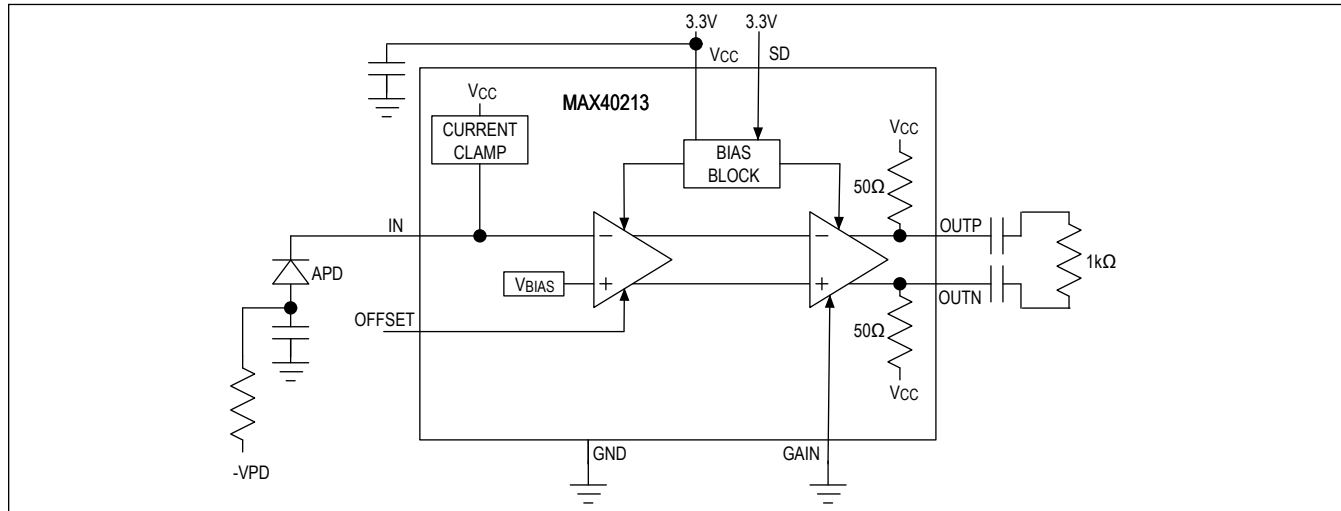 3.3V 3.3V
VCC SD
VCC
MAX40213
CURRENT
CLAMP
BIAS
BLOCK
VCC
50Ω
IN
OUTP
APD
VBIAS
1kΩ
OUTN
OFFSET
50Ω
VCC
GND
GAIN
-VPD
− +
− +